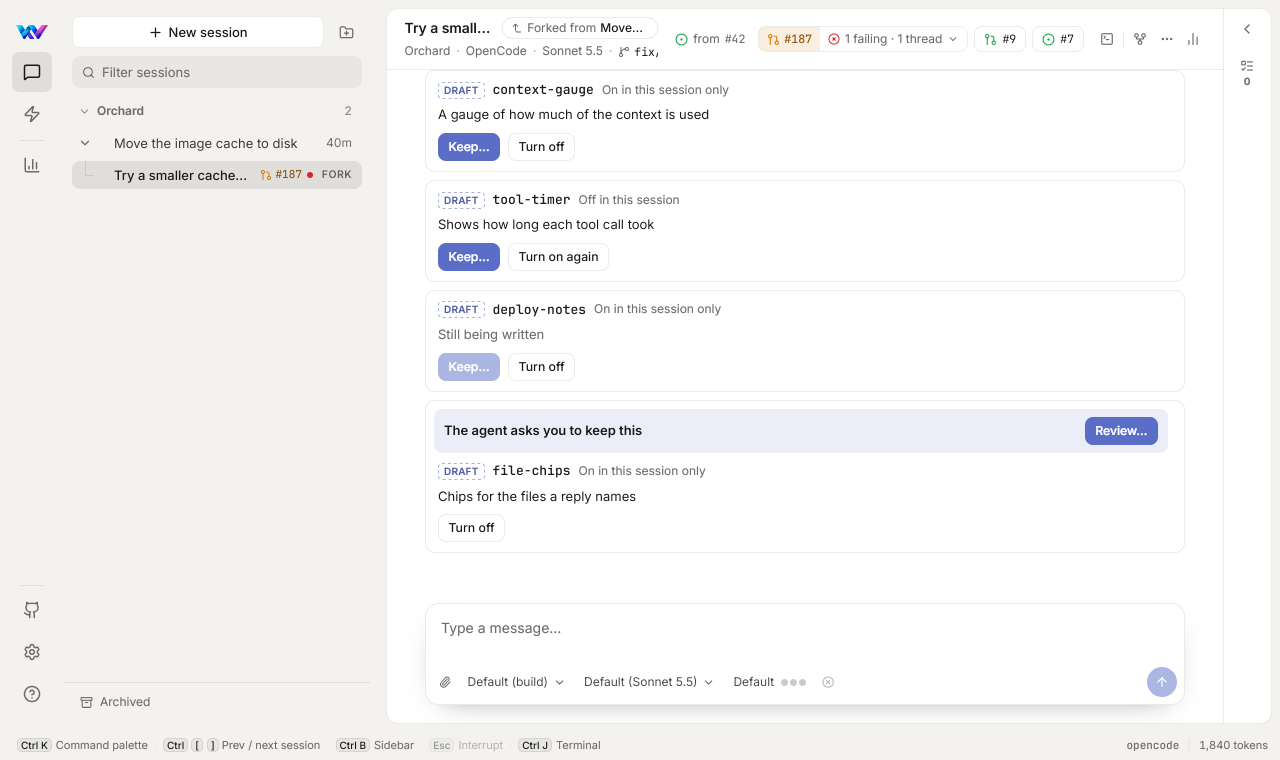 New session
Filter sessions
Orchard 2
Move the image cache to disk 40m
Try a smaller cache... #187 FORK
Archived
Try a small... Forked from Move...
Orchard · OpenCode · Sonnet 5.5 · fix/
from #42 #187 1 failing · 1 thread #9 #7
0
DRAFT context-gauge On in this session only
A gauge of how much of the context is used
Keep... Turn off
DRAFT tool-timer Off in this session
Shows how long each tool call took
Keep... Turn on again
DRAFT deploy-notes On in this session only
Still being written
Keep... Turn off
The agent asks you to keep this Review...
DRAFT file-chips On in this session only
Chips for the files a reply names
Turn off
Type a message...
Default (build) Default (Sonnet 5.5) Default
Ctrl K Command palette Ctrl [ ] Prev / next session Ctrl B Sidebar Esc Interrupt Ctrl J Terminal
opencode 1,840 tokens